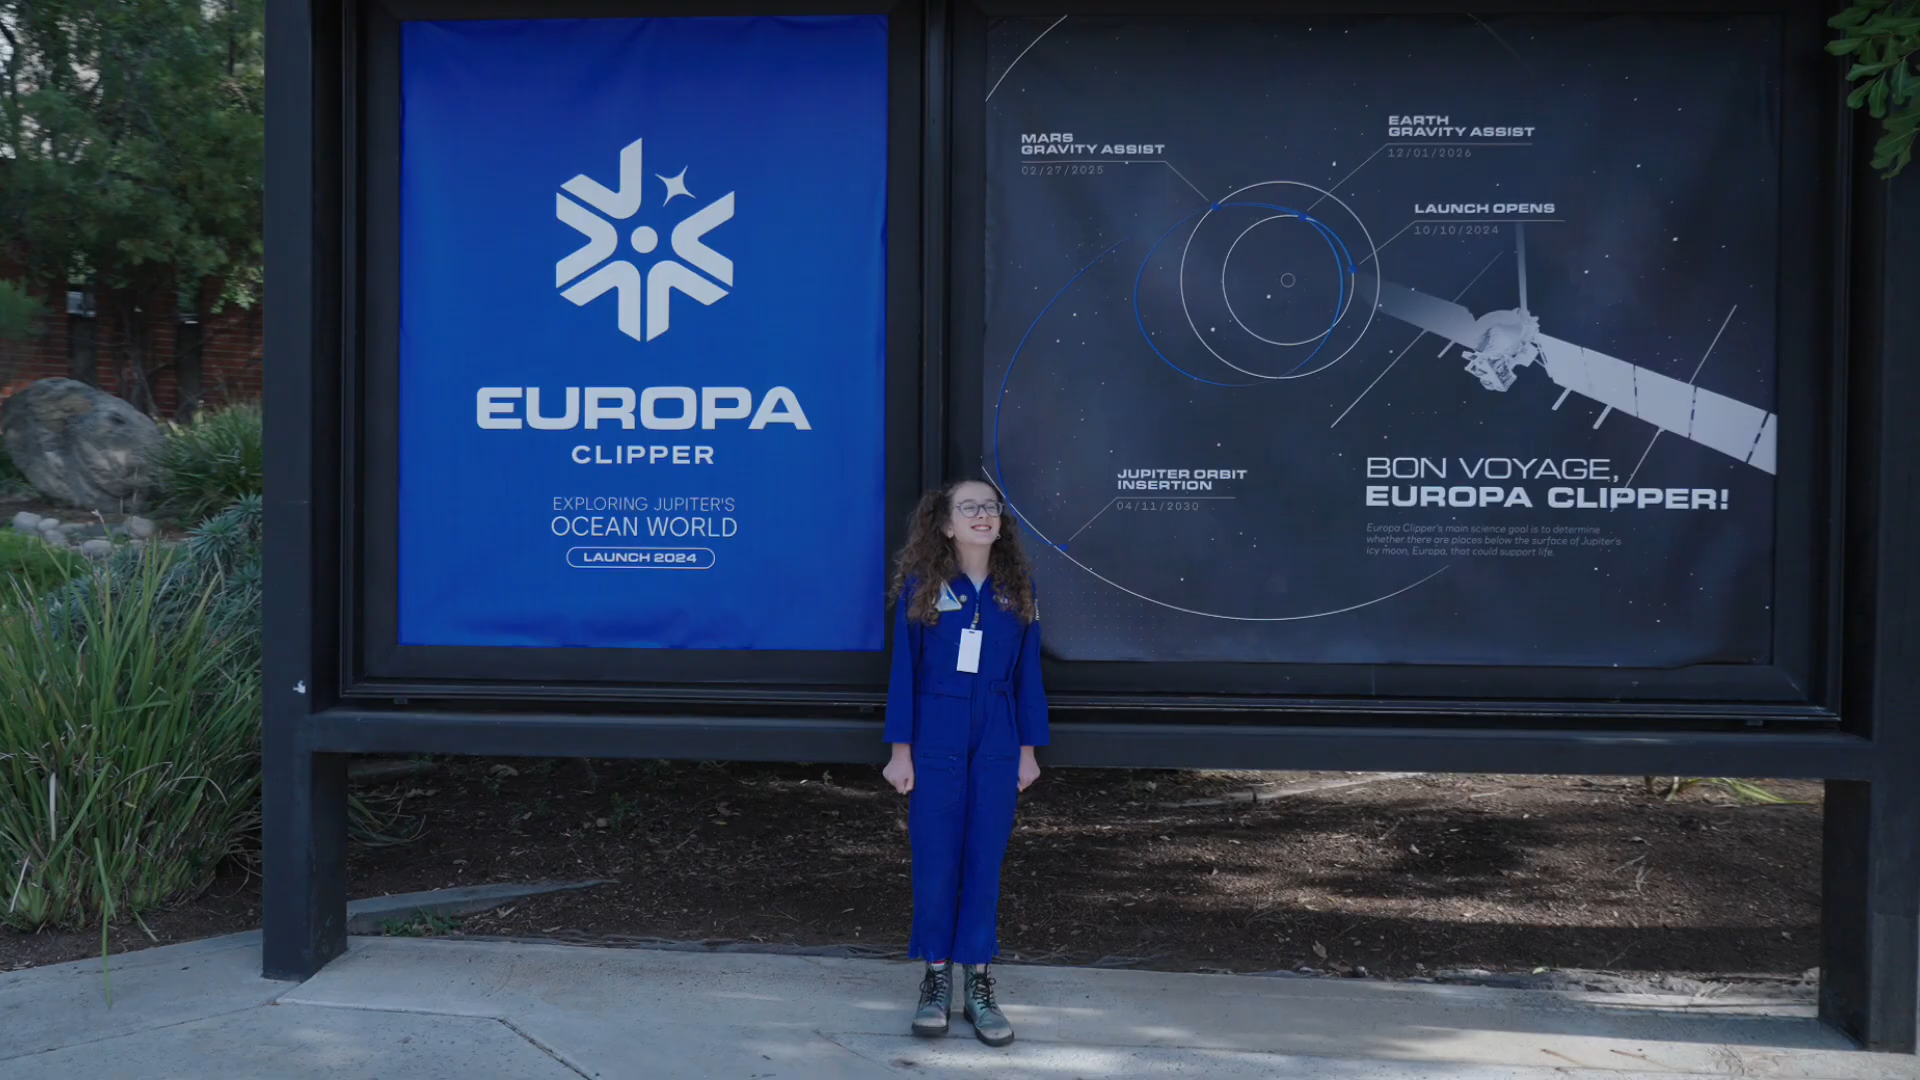 EUROPA
CLIPPER
EXPLORING JUPITER'S
OCEAN WORLD
LAUNCH 2024
MARS
GRAVITY ASSIST
02/27/2025
EARTH
GRAVITY ASSIST
12/01/2026
LAUNCH OPENS
10/10/2024
JUPITER ORBIT
INSERTION
04/11/2030
BON VOYAGE,
EUROPA CLIPPER!
Europa Clipper's main science goal is to determine
whether there are places below the surface of Jupiter's
icy moon, Europa, that could support life.